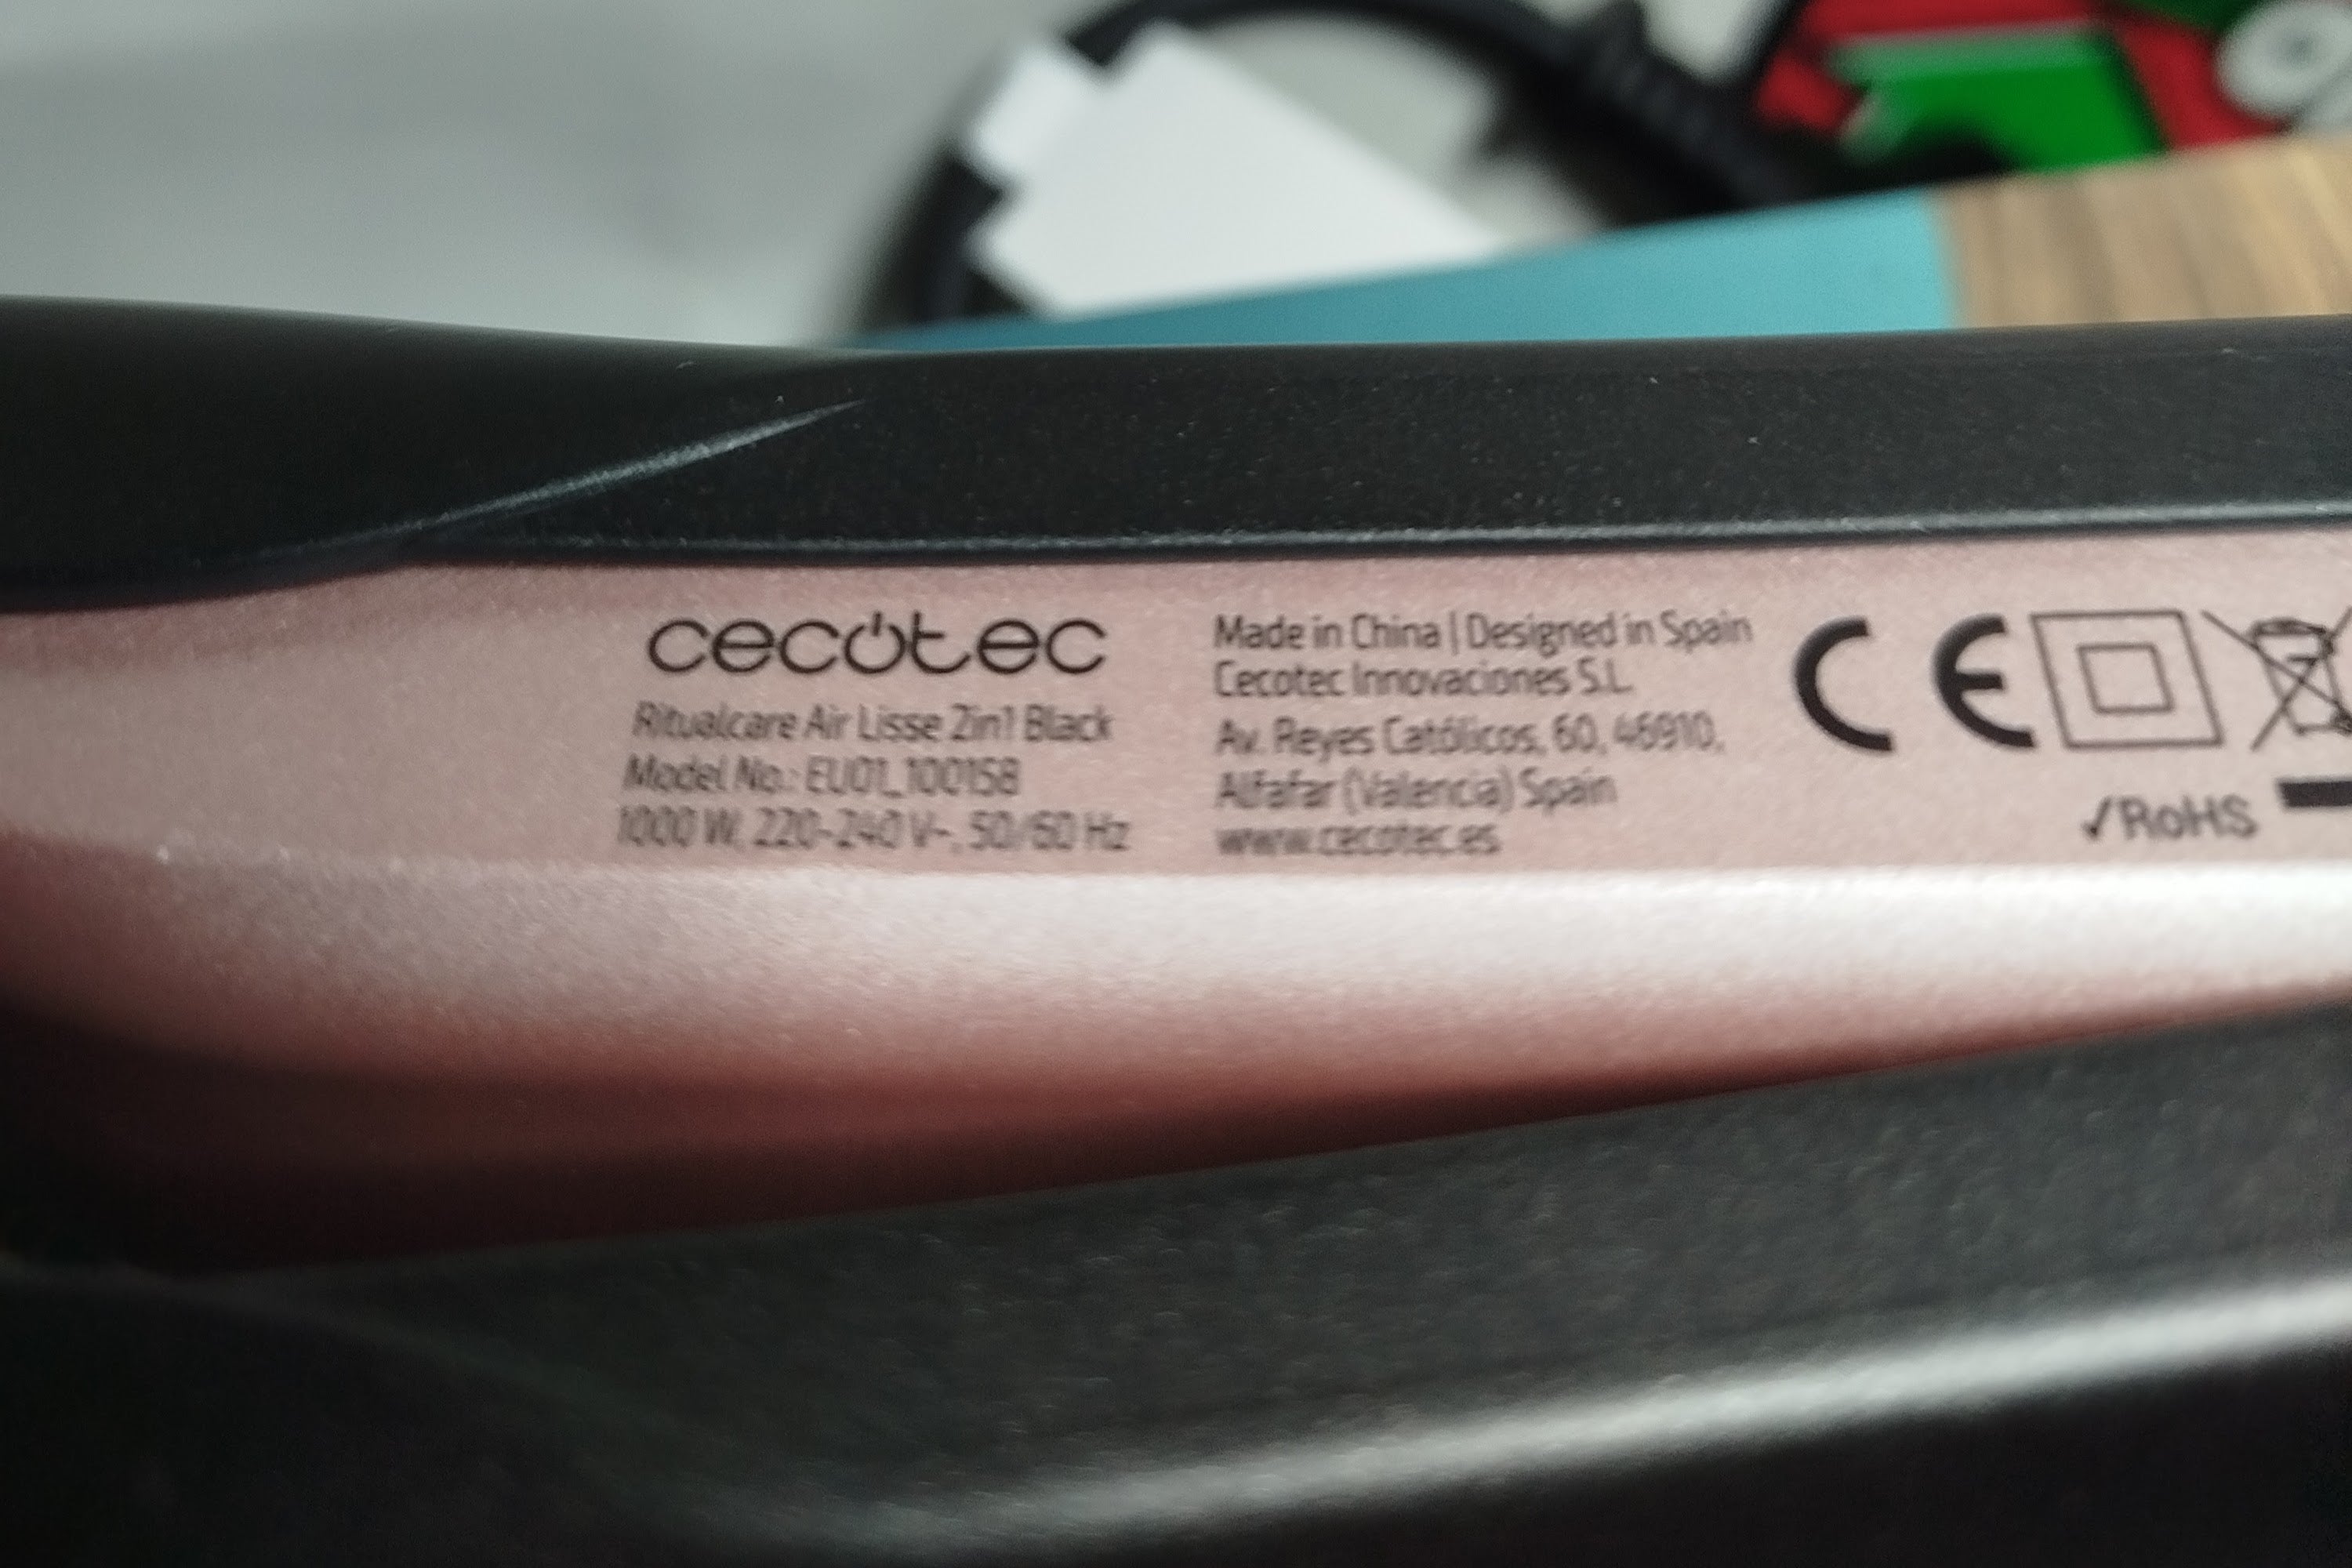 cecotec
Ritualcare Air Lisse 2in1 Black
Model No.: EU01_100158
1000 W, 220-240 V~, 50/60 Hz
Made in China | Designed in Spain
Cecotec Innovaciones S.L.
Av. Reyes Católicos, 60, 46910,
Alfafar (Valencia) Spain
www.cecotec.es
CE
✓RoHS